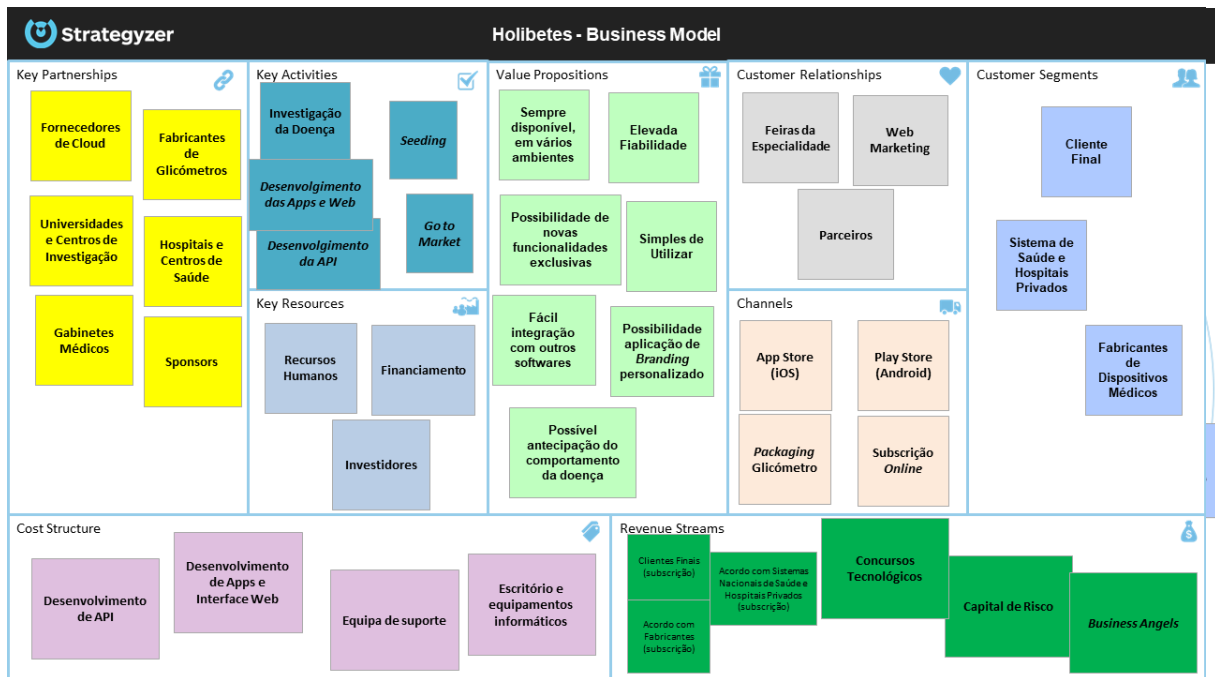 Strategyzer
Holibetes - Business Model
Key Partnerships
Fornecedores
de Cloud
Fabricantes
de
Glicómetros
Universidades
e Centros de
Investigação
Hospitais e
Centros de
Saúde
Gabinetes
Médicos
Sponsors
Key Activities
Investigação
da Doença
Seeding
Desenvolgimento
das Apps e Web
Desenvolgimento
da API
Go to
Market
Key Resources
Recursos
Humanos
Financiamento
Investidores
Value Propositions
Sempre
disponível,
em vários
ambientes
Elevada
Fiabilidade
Possibilidade de
novas
funcionalidades
exclusivas
Simples de
Utilizar
Fácil
integração
com outros
softwares
Possibilidade
aplicação de
Branding
personalizado
Possível
antecipação do
comportamento
da doença
Customer Relationships
Feiras da
Especialidade
Web
Marketing
Parceiros
Channels
App Store
(iOS)
Play Store
(Android)
Packaging
Glicómetro
Subscrição
Online
Customer Segments
Cliente
Final
Sistema de
Saúde e
Hospitais
Privados
Fabricantes
de
Dispositivos
Médicos
Cost Structure
Desenvolvimento
de API
Desenvolvimento
de Apps e
Interface Web
Equipa de suporte
Escritório e
equipamentos
informáticos
Revenue Streams
Clientes Finais
(subscrição)
Acordo com
Fabricantes
(subscrição)
Acordo com Sistemas
Nacionais de Saúde e
Hospitais Privados
(subscrição)
Concursos
Tecnológicos
Capital de Risco
Business Angels